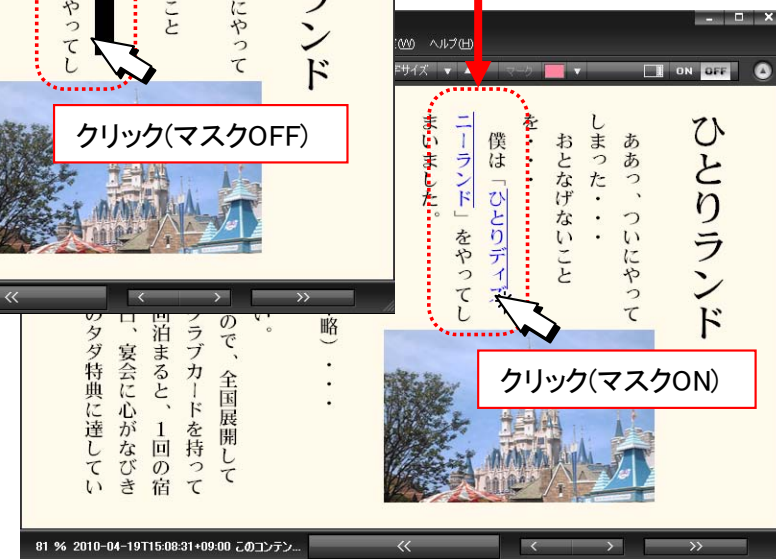 ンド
にやって
こと
やってし
クリック(マスクOFF)
<< < > >>
(W) ヘルプ(H)
サイズ ▼ ▲ マーク ▼ ON OFF
ひとりランド
ああっ、ついにやって
しまった・・・
おとなげないこと
を・・・
僕は「ひとりディズ
ニーランド」をやってし
まいました。
クリック(マスクON)
略）・・・
い。
ので、全国展開して
ラブカードを持って
回泊まると、1回の宿
日、宴会に心がなびき
のタダ特典に達してい
81 % 2010-04-19T15:08:31+09:00 このコンテン...
<< < > >>